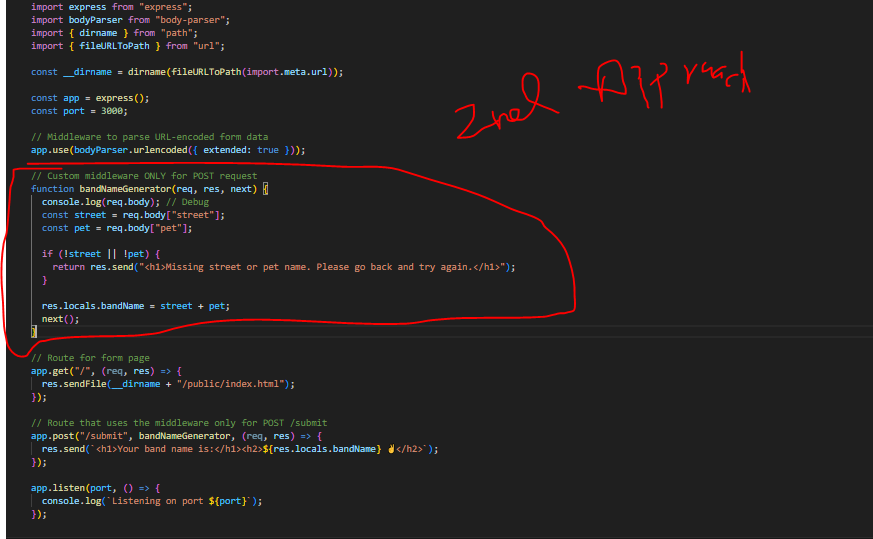 import express from "express";
import bodyParser from "body-parser";
import { dirname } from "path";
import { fileURLToPath } from "url";
const __dirname = dirname(fileURLToPath(import.meta.url));
const app = express();
const port = 3000;
2nd Approach
// Middleware to parse URL-encoded form data
app.use(bodyParser.urlencoded({ extended: true }));
// Custom middleware ONLY for POST request
function bandNameGenerator(req, res, next) {
console.log(req.body); // Debug
const street = req.body["street"];
const pet = req.body["pet"];
if (!street || !pet) {
return res.send("<h1>Missing street or pet name. Please go back and try again.</h1>");
}
res.locals.bandName = street + pet;
next();
}
// Route for form page
app.get("/", (req, res) => {
res.sendFile(__dirname + "/public/index.html");
});
// Route that uses the middleware only for POST /submit
app.post("/submit", bandNameGenerator, (req, res) => {
res.send(`<h1>Your band name is:</h1><h2>${res.locals.bandName} ✌</h2>`);
});
app.listen(port, () => {
console.log(`Listening on port ${port}`);
});